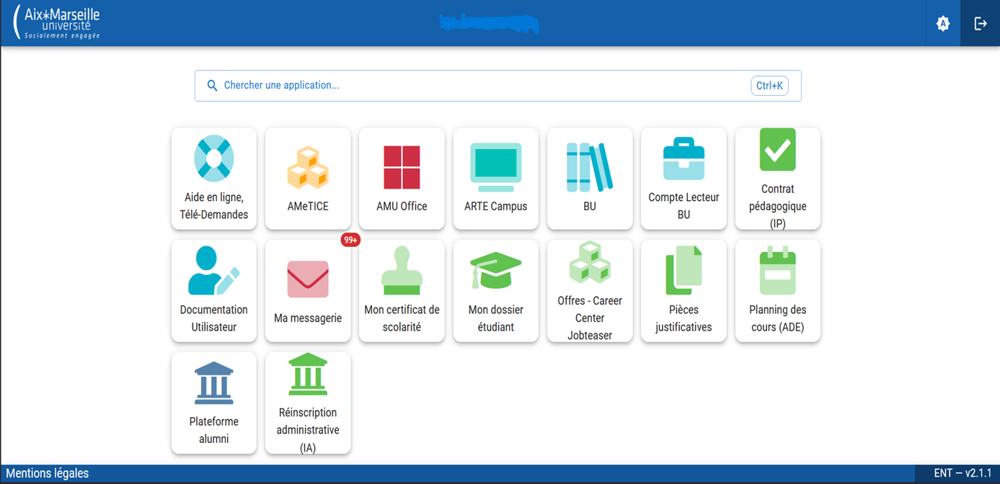 Aix*Marseille
université
Socialement engagée
A
Chercher une application...
Ctrl+K
Aide en ligne,
Télé-Demandes
AMeTICE
AMU Office
ARTE Campus
BU
Compte Lecteur
BU
Contrat
pédagogique
(IP)
Documentation
Utilisateur
99+
Ma messagerie
Mon certificat de
scolarité
Mon dossier
étudiant
Offres - Career
Center
Jobteaser
Pièces
justificatives
Planning des
cours (ADE)
Plateforme
alumni
Réinscription
administrative
(IA)
Mentions légales
ENT – v2.1.1